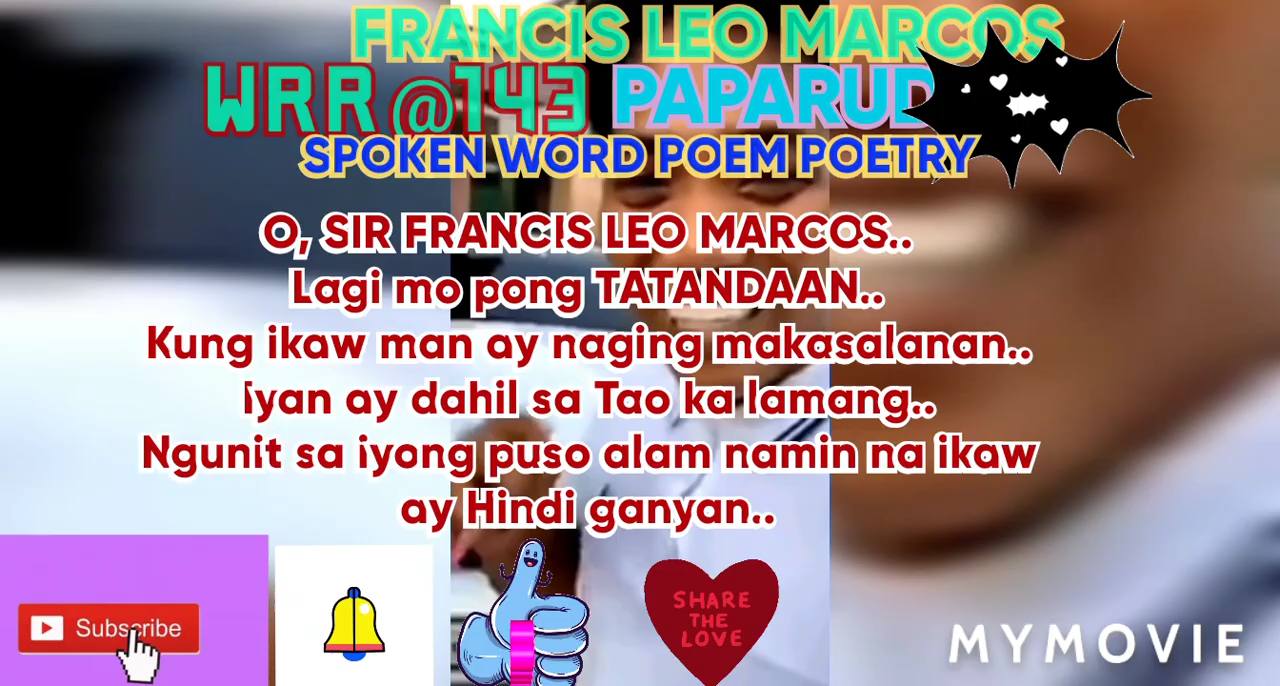 FRANCIS LEO MARCOS
WRR @143 PAPARUD
SPOKEN WORD POEM POETRY
O, SIR FRANCIS LEO MARCOS..
Lagi mo pong TATANDAAN..
Kung ikaw man ay naging makasalanan..
Iyan ay dahil sa Tao ka lamang..
Ngunit sa iyong puso alam namin na ikaw
ay Hindi ganyan..
Subscribe
SHARE
THE
LOVE
MYMOVIE